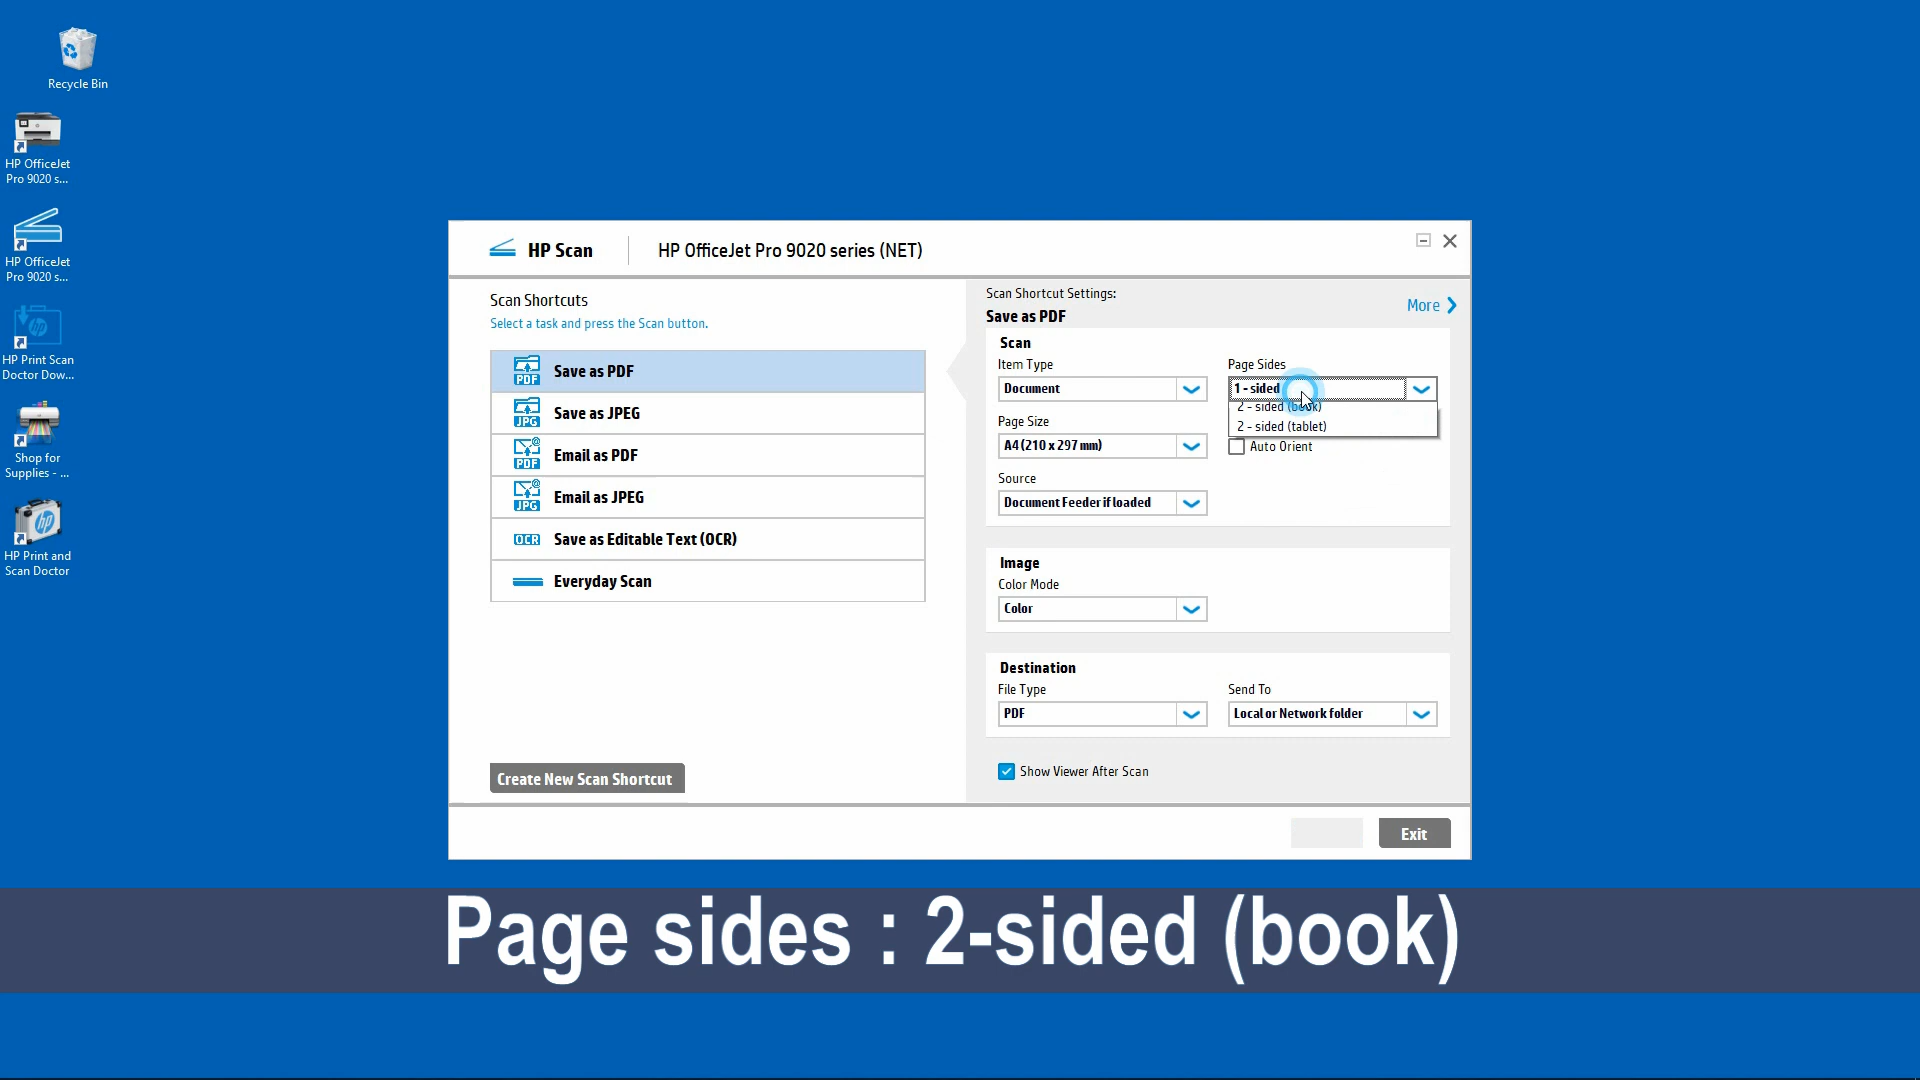 Recycle Bin
HP OfficeJet
Pro 9020 s...
HP OfficeJet
Pro 9020 s...
HP Print Scan
Doctor Dow...
Shop for
Supplies - ...
HP Print and
Scan Doctor
HP Scan
HP OfficeJet Pro 9020 series (NET)
Scan Shortcuts
Select a task and press the Scan button.
PDF
Save as PDF
JPG
Save as JPEG
PDF
Email as PDF
JPG
Email as JPEG
OCR
Save as Editable Text (OCR)
Everyday Scan
Create New Scan Shortcut
Scan Shortcut Settings:
More
Save as PDF
Scan
Item Type
Page Sides
Document
1 - sided
2 - sided (book)
2 - sided (tablet)
Page Size
A4 (210 x 297 mm)
Auto Orient
Source
Document Feeder if loaded
Image
Color Mode
Color
Destination
File Type
Send To
PDF
Local or Network folder
Show Viewer After Scan
Exit
Page sides : 2-sided (book)